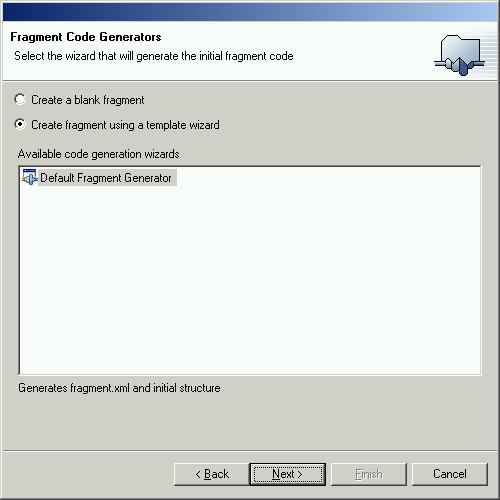 Fragment Code Generators
Select the wizard that will generate the initial fragment code
Create a blank fragment
Create fragment using a template wizard
Available code generation wizards
Default Fragment Generator
Generates fragment.xml and initial structure
< Back
Next >
Finish
Cancel